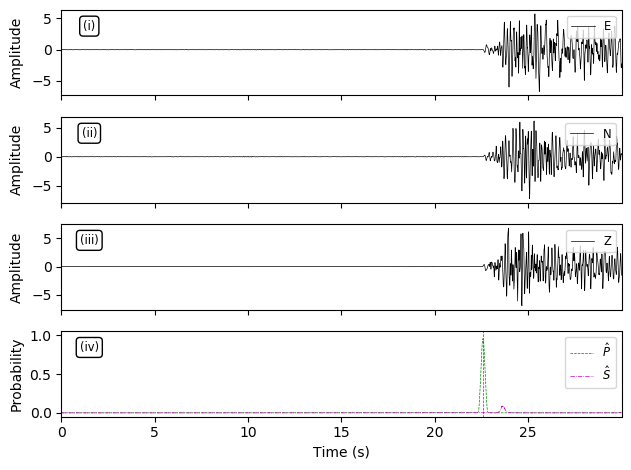 (i)
E
Amplitude
5
0
−5
(ii)
N
Amplitude
5
0
−5
(iii)
Z
Amplitude
5
0
−5
(iv)
P̂
Ŝ
Probability
1.0
0.5
0.0
0 5 10 15 20 25
Time (s)